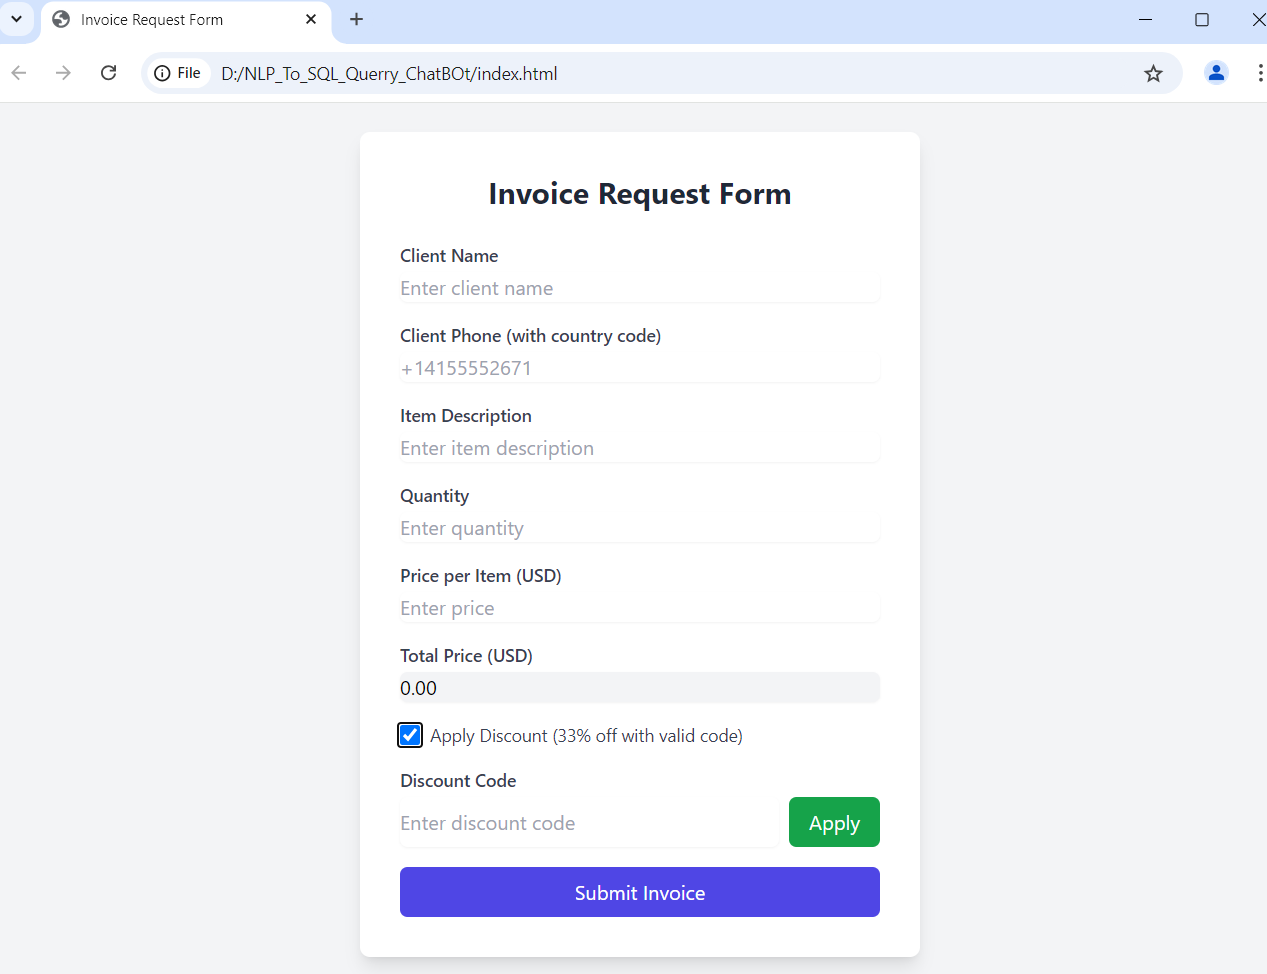 Invoice Request Form
File D:/NLP_To_SQL_Querry_ChatBOt/index.html
Invoice Request Form
Client Name
Enter client name
Client Phone (with country code)
+14155552671
Item Description
Enter item description
Quantity
Enter quantity
Price per Item (USD)
Enter price
Total Price (USD)
0.00
Apply Discount (33% off with valid code)
Discount Code
Enter discount code Apply
Submit Invoice